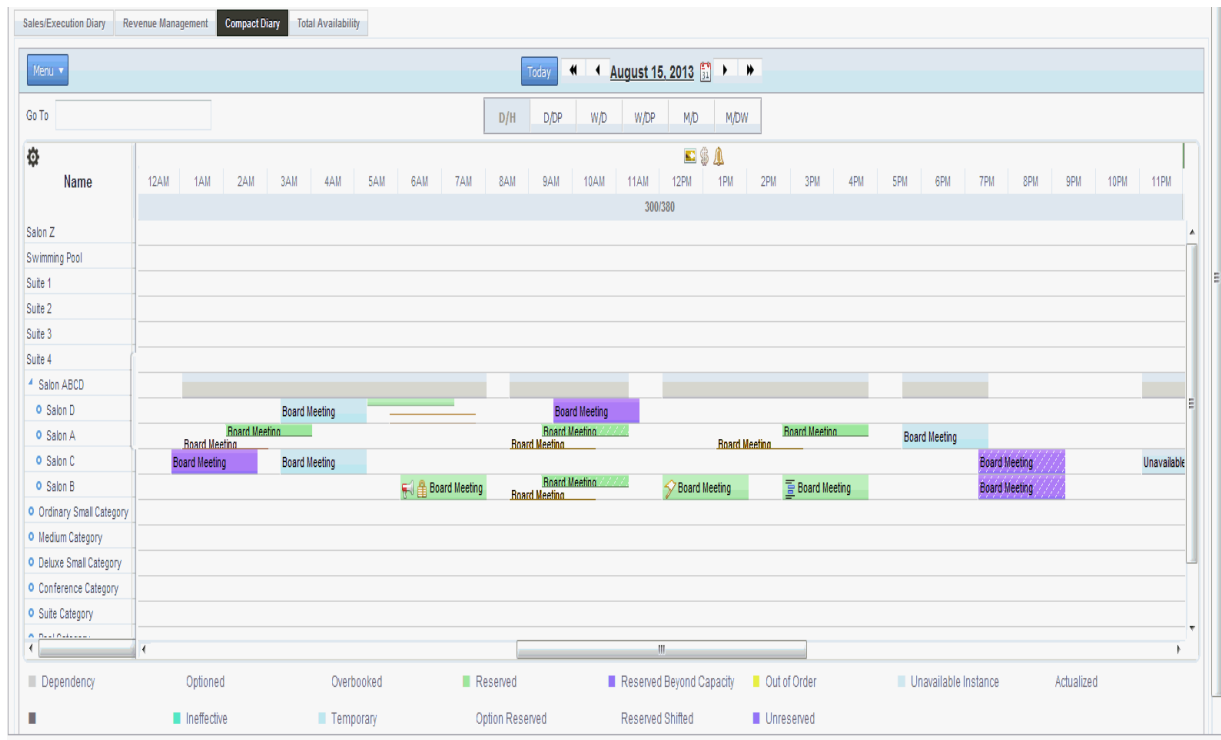 Sales/Execution Diary Revenue Management Compact Diary Total Availability
Menu Today August 15, 2013 31
Go To D/H D/DP W/D W/DP M/D M/DW
Name 12AM 1AM 2AM 3AM 4AM 5AM 6AM 7AM 8AM 9AM 10AM 11AM 12PM 1PM 2PM 3PM 4PM 5PM 6PM 7PM 8PM 9PM 10PM 11PM
300/380
Salon Z
Swimming Pool
Suite 1
Suite 2
Suite 3
Suite 4
Salon ABCD
Salon D Board Meeting Board Meeting
Salon A Board Meeting Board Meeting Board Meeting Board Meeting Board Meeting Board Meeting Board Meeting
Salon C Board Meeting Board Meeting Board Meeting Unavailable
Salon B Board Meeting Board Meeting Board Meeting Board Meeting Board Meeting Board Meeting
Ordinary Small Category
Medium Category
Deluxe Small Category
Conference Category
Suite Category
Dependency Optioned Overbooked Reserved Reserved Beyond Capacity Out of Order Unavailable Instance Actualized
Ineffective Temporary Option Reserved Reserved Shifted Unreserved